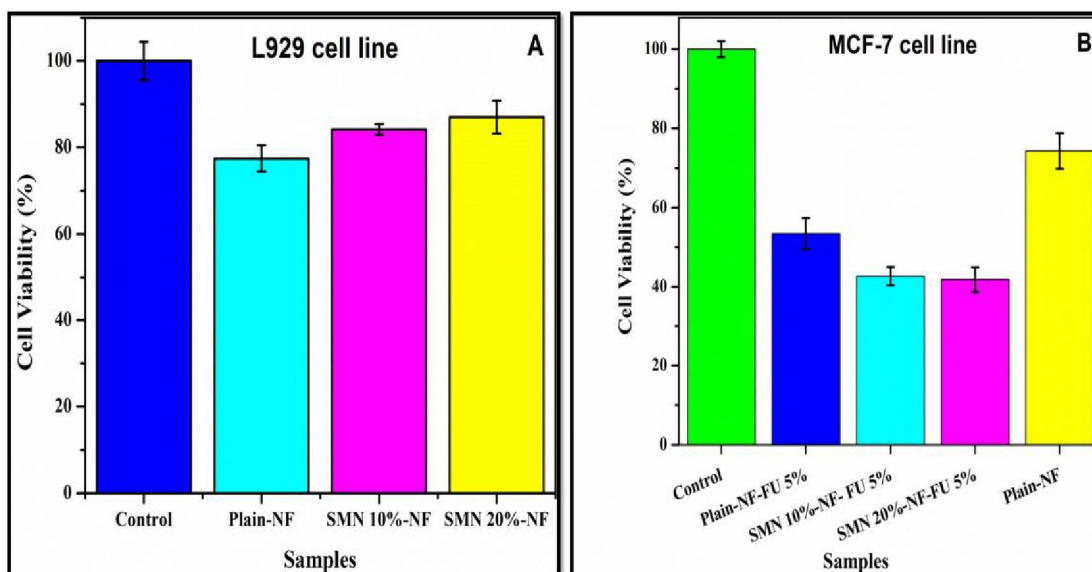 L929 cell line
A
Cell Viability (%)
100
80
60
40
20
0
Control
Plain-NF
SMN 10%-NF
SMN 20%-NF
Samples
MCF-7 cell line
B
Cell Viability (%)
100
80
60
40
20
0
Control
Plain-NF-FU 5%
SMN 10%-NF- FU 5%
SMN 20%-NF-FU 5%
Plain-NF
Samples